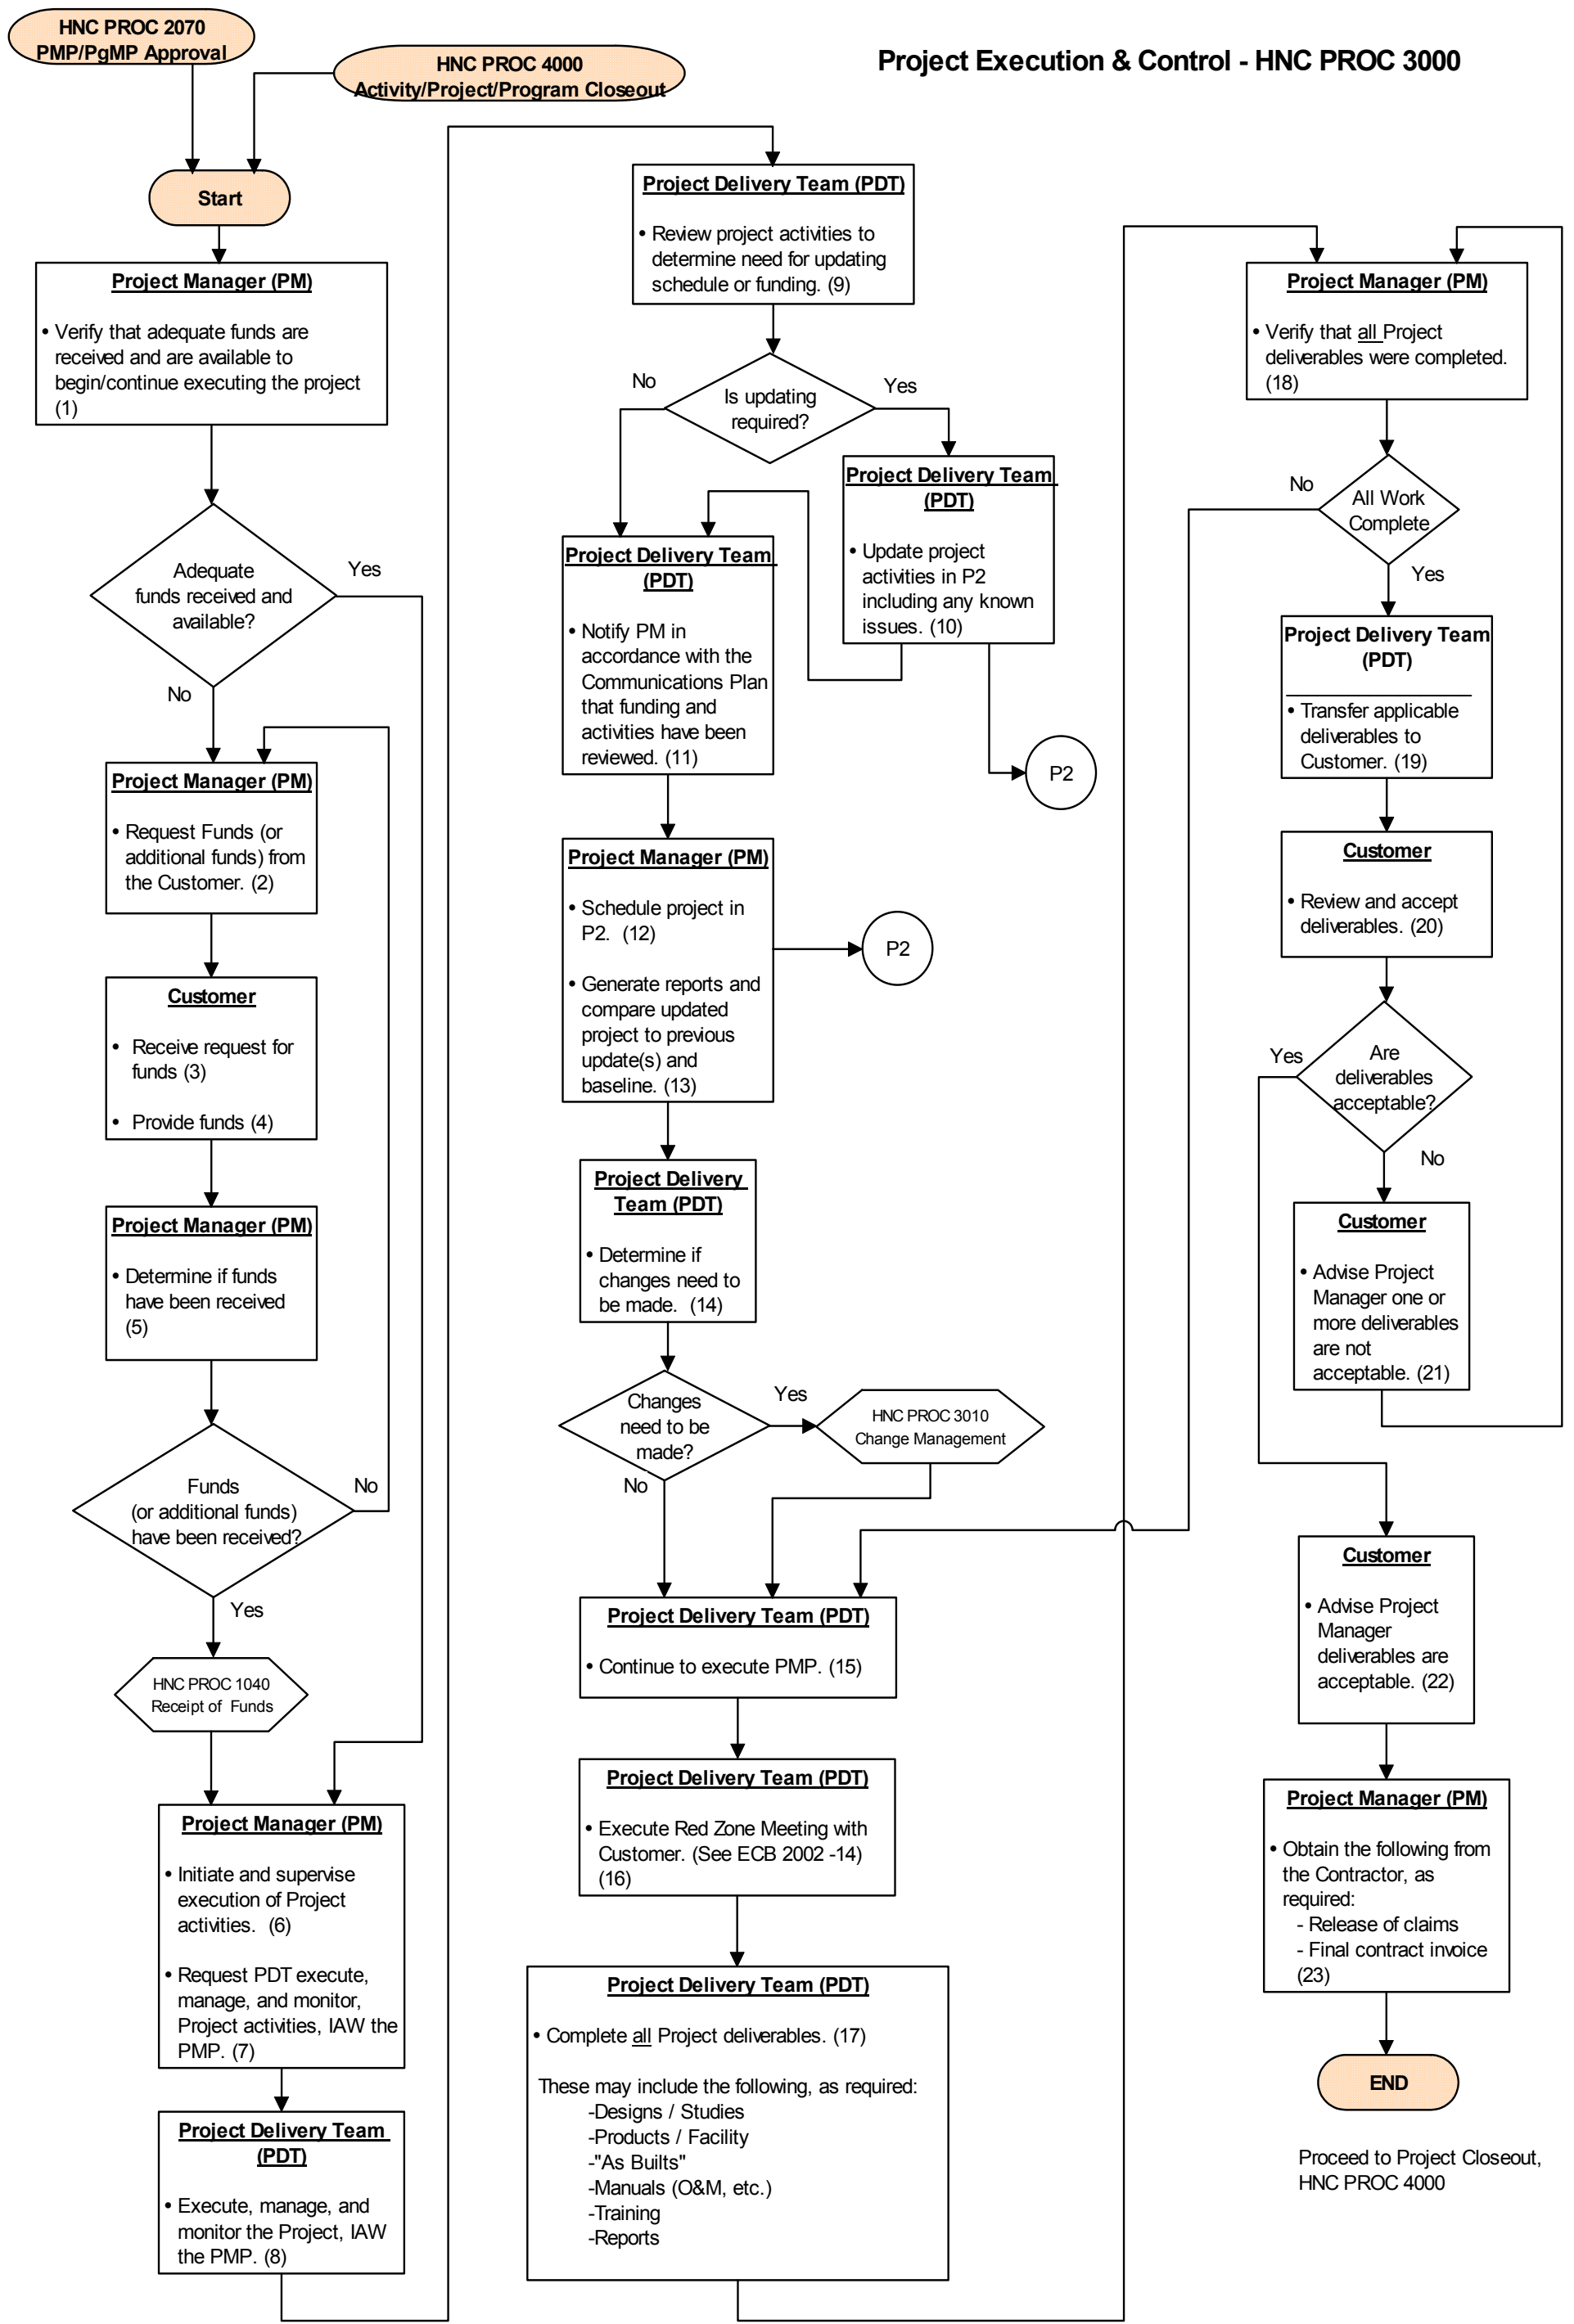 HNC PROC 2070
PMP/PgMP Approval
HNC PROC 4000
Activity/Project/Program Closeout
Project Execution & Control - HNC PROC 3000
Start
Project Manager (PM)
• Verify that adequate funds are
received and are available to
begin/continue executing the project
(1)
Adequate
funds received and
available?
Yes
No
Project Manager (PM)
• Request Funds (or
additional funds) from
the Customer. (2)
Customer
• Receive request for
funds (3)
• Provide funds (4)
Project Manager (PM)
• Determine if funds
have been received
(5)
Funds
(or additional funds)
have been received?
No
Yes
HNC PROC 1040
Receipt of Funds
Project Manager (PM)
• Initiate and supervise
execution of Project
activities. (6)
• Request PDT execute,
manage, and monitor,
Project activities, IAW the
PMP. (7)
Project Delivery Team
(PDT)
• Execute, manage, and
monitor the Project, IAW
the PMP. (8)
Project Delivery Team (PDT)
• Review project activities to
determine need for updating
schedule or funding. (9)
Is updating
required?
No
Yes
Project Delivery Team
(PDT)
• Update project
activities in P2
including any known
issues. (10)
P2
Project Delivery Team
(PDT)
• Notify PM in
accordance with the
Communications Plan
that funding and
activities have been
reviewed. (11)
Project Manager (PM)
• Schedule project in
P2. (12)
• Generate reports and
compare updated
project to previous
update(s) and
baseline. (13)
P2
Project Delivery
Team (PDT)
• Determine if
changes need to
be made. (14)
Changes
need to be
made?
Yes
No
HNC PROC 3010
Change Management
Project Delivery Team (PDT)
• Continue to execute PMP. (15)
Project Delivery Team (PDT)
• Execute Red Zone Meeting with
Customer. (See ECB 2002 -14)
(16)
Project Delivery Team (PDT)
• Complete all Project deliverables. (17)
These may include the following, as required:
-Designs / Studies
-Products / Facility
-"As Builts"
-Manuals (O&M, etc.)
-Training
-Reports
Project Manager (PM)
• Verify that all Project
deliverables were completed.
(18)
All Work
Complete
No
Yes
Project Delivery Team
(PDT)
• Transfer applicable
deliverables to
Customer. (19)
Customer
• Review and accept
deliverables. (20)
Are
deliverables
acceptable?
Yes
No
Customer
• Advise Project
Manager one or
more deliverables
are not
acceptable. (21)
Customer
• Advise Project
Manager
deliverables are
acceptable. (22)
Project Manager (PM)
• Obtain the following from
the Contractor, as
required:
- Release of claims
- Final contract invoice
(23)
END
Proceed to Project Closeout,
HNC PROC 4000